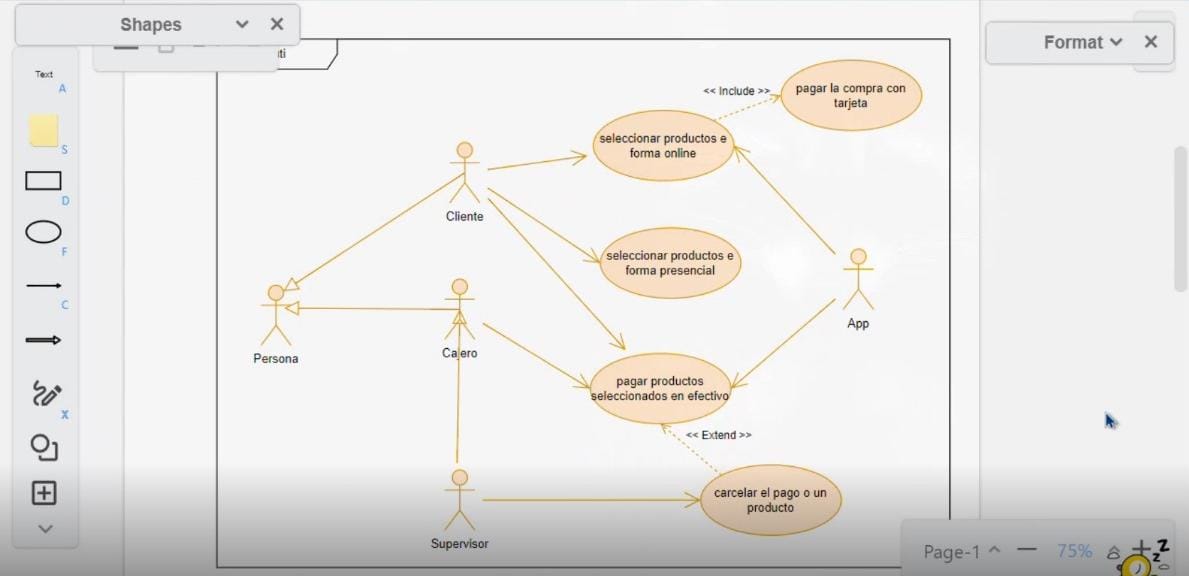 Shapes
Format
Text
A
S
D
F
C
X
<< Include >>
pagar la compra con
tarjeta
seleccionar productos e
forma online
Cliente
seleccionar productos e
forma presencial
App
Persona
Cajero
pagar productos
seleccionados en efectivo
<< Extend >>
carcelar el pago o un
producto
Supervisor
Page-1
75%
z
z
Z